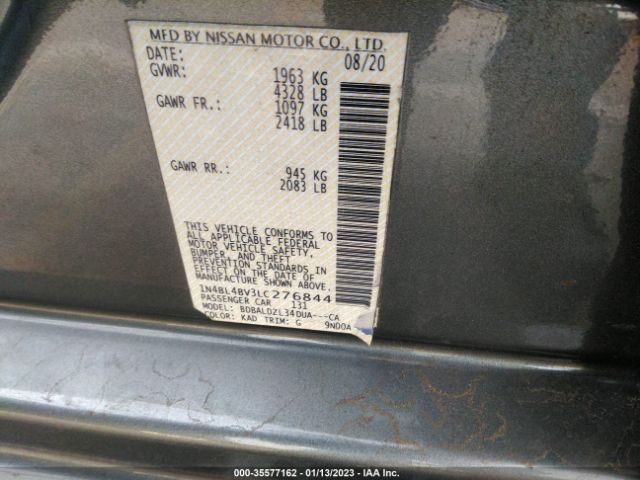 MFD BY NISSAN MOTOR CO., LTD.
DATE: 08/20
GVWR: 1963 KG
4328 LB
GAWR FR.: 1097 KG
2418 LB
GAWR RR.: 945 KG
2083 LB
THIS VEHICLE CONFORMS TO
ALL APPLICABLE FEDERAL
MOTOR VEHICLE SAFETY,
BUMPER, AND THEFT
PREVENTION STANDARDS IN
EFFECT ON THE DATE OF
MANUFACTURE SHOWN ABOVE.
1N4BL4BV3LC276844
PASSENGER CAR 131
MODEL: BDBALDZL34DUA---CA
COLOR: KAD TRIM: G 9N00A
000-35577162 - 01/13/2023 - IAA Inc.